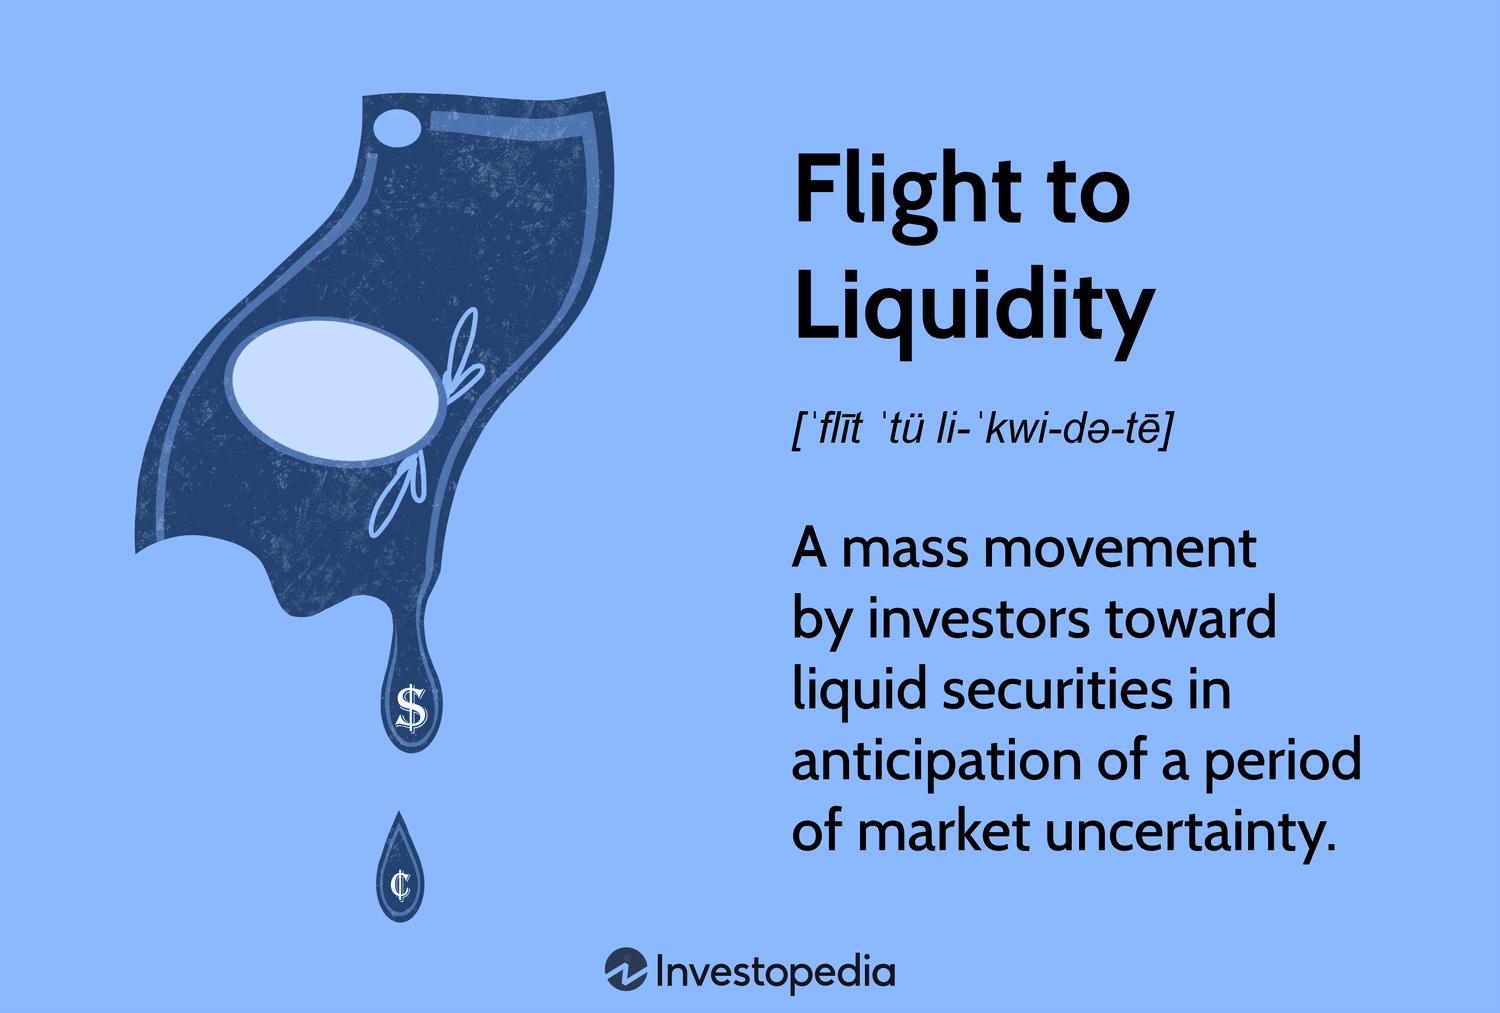 Flight to
Liquidity
[ˈflīt ˈtü li-ˈkwi-də-tē]
A mass movement
by investors toward
liquid securities in
anticipation of a period
of market uncertainty.
$
¢
Investopedia